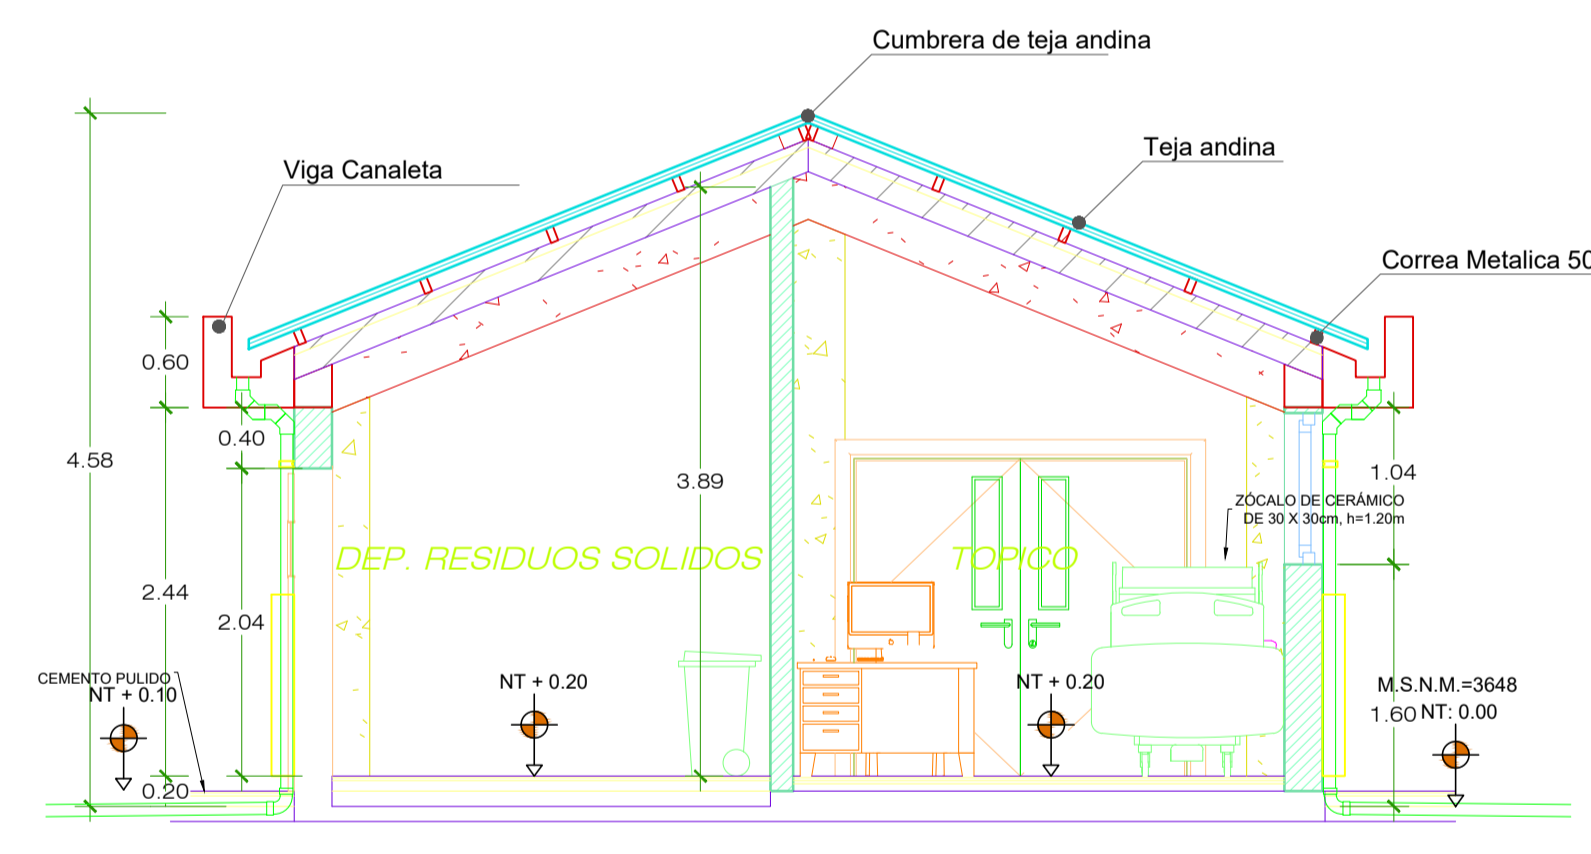 Cumbrera de teja andina
Teja andina
Viga Canaleta
Correa Metalica 50
0.60
0.40
4.58
3.89
1.04
ZÓCALO DE CERÁMICO
DE 30 X 30cm, h=1.20m
DEP. RESIDUOS SOLIDOS
TOPICO
2.44
2.04
CEMENTO PULIDO
NT + 0.10
NT + 0.20
NT + 0.20
M.S.N.M.=3648
1.60
NT: 0.00
0.20